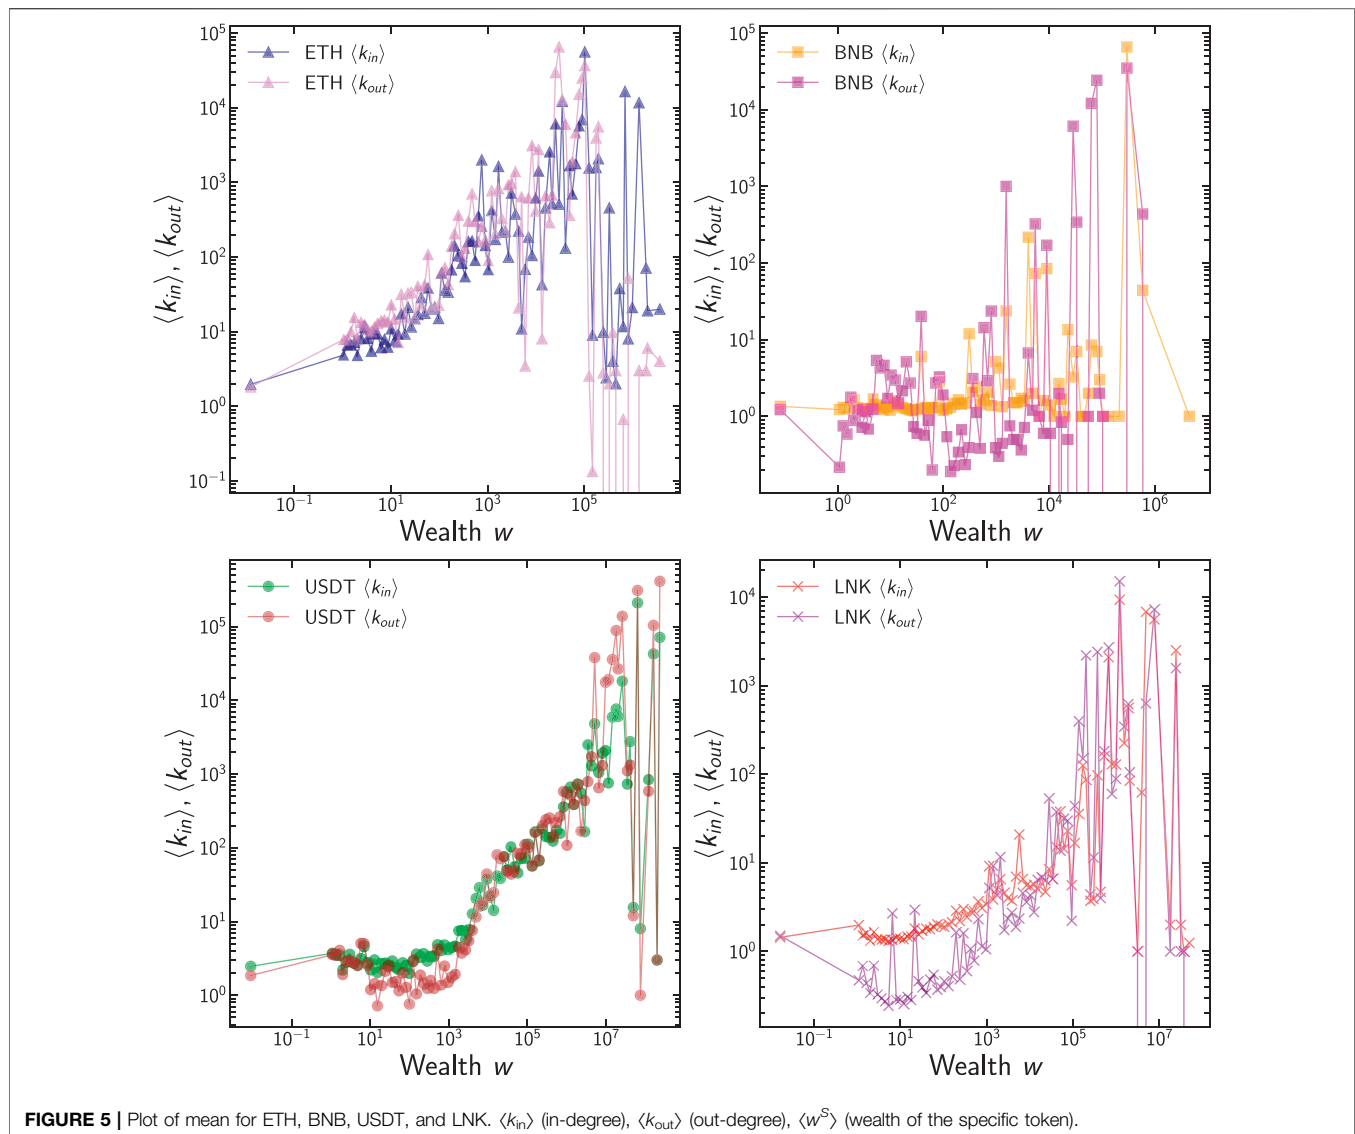 ETH ⟨k_in⟩
ETH ⟨k_out⟩
10^5
10^4
10^3
10^2
10^1
10^0
10^−1
⟨k_in⟩, ⟨k_out⟩
10^−1 10^1 10^3 10^5
Wealth w
BNB ⟨k_in⟩
BNB ⟨k_out⟩
10^5
10^4
10^3
10^2
10^1
10^0
⟨k_in⟩, ⟨k_out⟩
10^0 10^2 10^4 10^6
Wealth w
USDT ⟨k_in⟩
USDT ⟨k_out⟩
10^5
10^4
10^3
10^2
10^1
10^0
⟨k_in⟩, ⟨k_out⟩
10^−1 10^1 10^3 10^5 10^7
Wealth w
LNK ⟨k_in⟩
LNK ⟨k_out⟩
10^4
10^3
10^2
10^1
10^0
⟨k_in⟩, ⟨k_out⟩
10^−1 10^1 10^3 10^5 10^7
Wealth w
FIGURE 5 | Plot of mean for ETH, BNB, USDT, and LNK. ⟨k_in⟩ (in-degree), ⟨k_out⟩ (out-degree), ⟨w^S⟩ (wealth of the specific token).